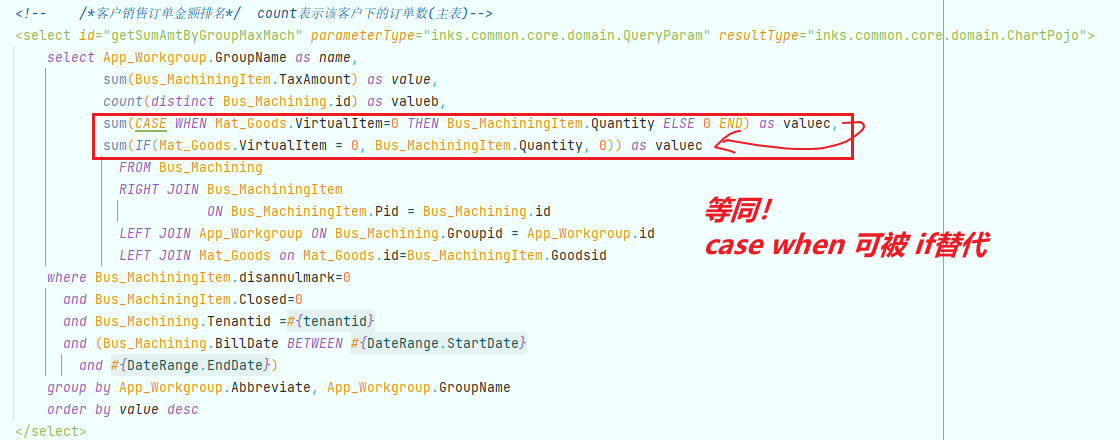 <!--    /*客户销售订单金额排名*/  count表示该客户下的订单数(主表)-->
<select id="getSumAmtByGroupMaxMach" parameterType="inks.common.core.domain.QueryParam" resultType="inks.common.core.domain.ChartPojo">
select App_Workgroup.GroupName as name,
sum(Bus_MachiningItem.TaxAmount) as value,
count(distinct Bus_Machining.id) as valueb,
sum(CASE WHEN Mat_Goods.VirtualItem=0 THEN Bus_MachiningItem.Quantity ELSE 0 END) as valuec,
sum(IF(Mat_Goods.VirtualItem = 0, Bus_MachiningItem.Quantity, 0)) as valuec
FROM Bus_Machining
RIGHT JOIN Bus_MachiningItem
ON Bus_MachiningItem.Pid = Bus_Machining.id
LEFT JOIN App_Workgroup ON Bus_Machining.Groupid = App_Workgroup.id
LEFT JOIN Mat_Goods on Mat_Goods.id=Bus_MachiningItem.Goodsid
where Bus_MachiningItem.disannulmark=0
and Bus_MachiningItem.Closed=0
and Bus_Machining.Tenantid =#{tenantid}
and (Bus_Machining.BillDate BETWEEN #{DateRange.StartDate}
and #{DateRange.EndDate})
group by App_Workgroup.Abbreviate, App_Workgroup.GroupName
order by value desc
</select>
等同!
case when 可被 if替代